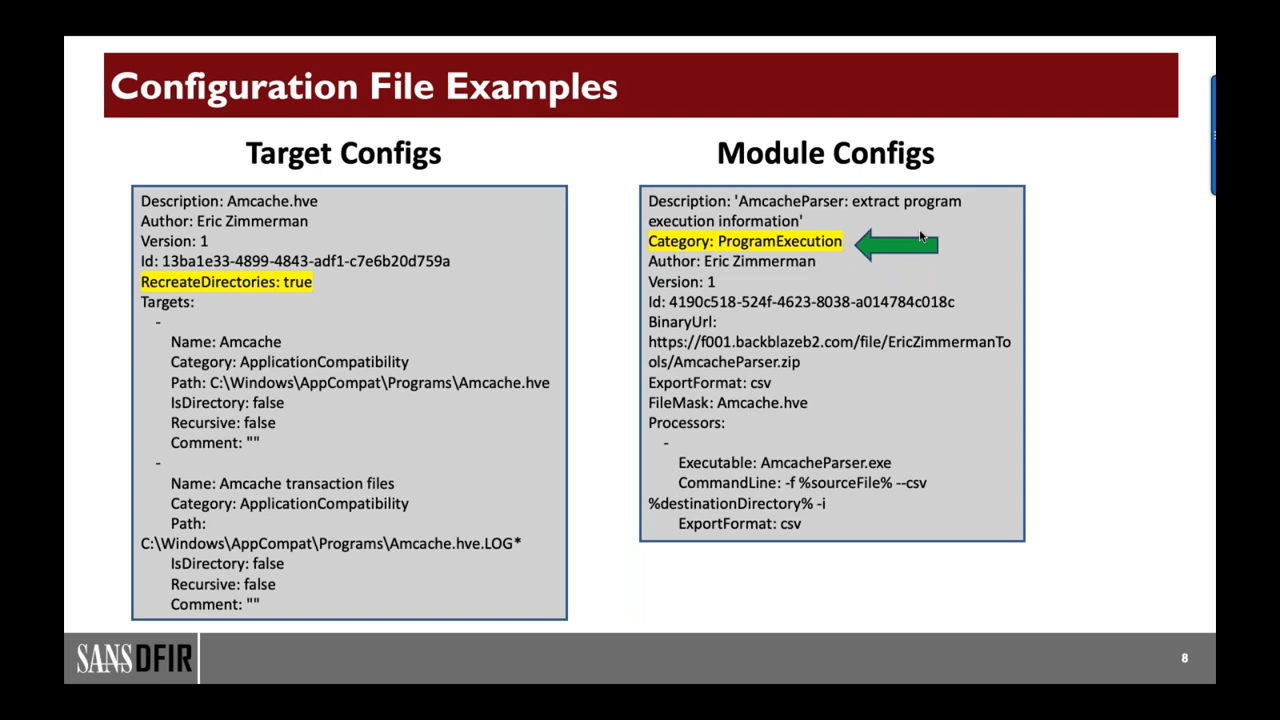 Configuration File Examples
Target Configs
Description: Amcache.hve
Author: Eric Zimmerman
Version: 1
Id: 13ba1e33-4899-4843-adf1-c7e6b20d759a
RecreateDirectories: true
Targets:
-
Name: Amcache
Category: ApplicationCompatibility
Path: C:\Windows\AppCompat\Programs\Amcache.hve
IsDirectory: false
Recursive: false
Comment: ""
-
Name: Amcache transaction files
Category: ApplicationCompatibility
Path:
C:\Windows\AppCompat\Programs\Amcache.hve.LOG*
IsDirectory: false
Recursive: false
Comment: ""
Module Configs
Description: 'AmcacheParser: extract program
execution information'
Category: ProgramExecution
Author: Eric Zimmerman
Version: 1
Id: 4190c518-524f-4623-8038-a014784c018c
BinaryUrl:
https://f001.backblazeb2.com/file/EricZimmermanTo
ols/AmcacheParser.zip
ExportFormat: csv
FileMask: Amcache.hve
Processors:
-
Executable: AmcacheParser.exe
CommandLine: -f %sourceFile% --csv
%destinationDirectory% -i
ExportFormat: csv
SANS DFIR
8